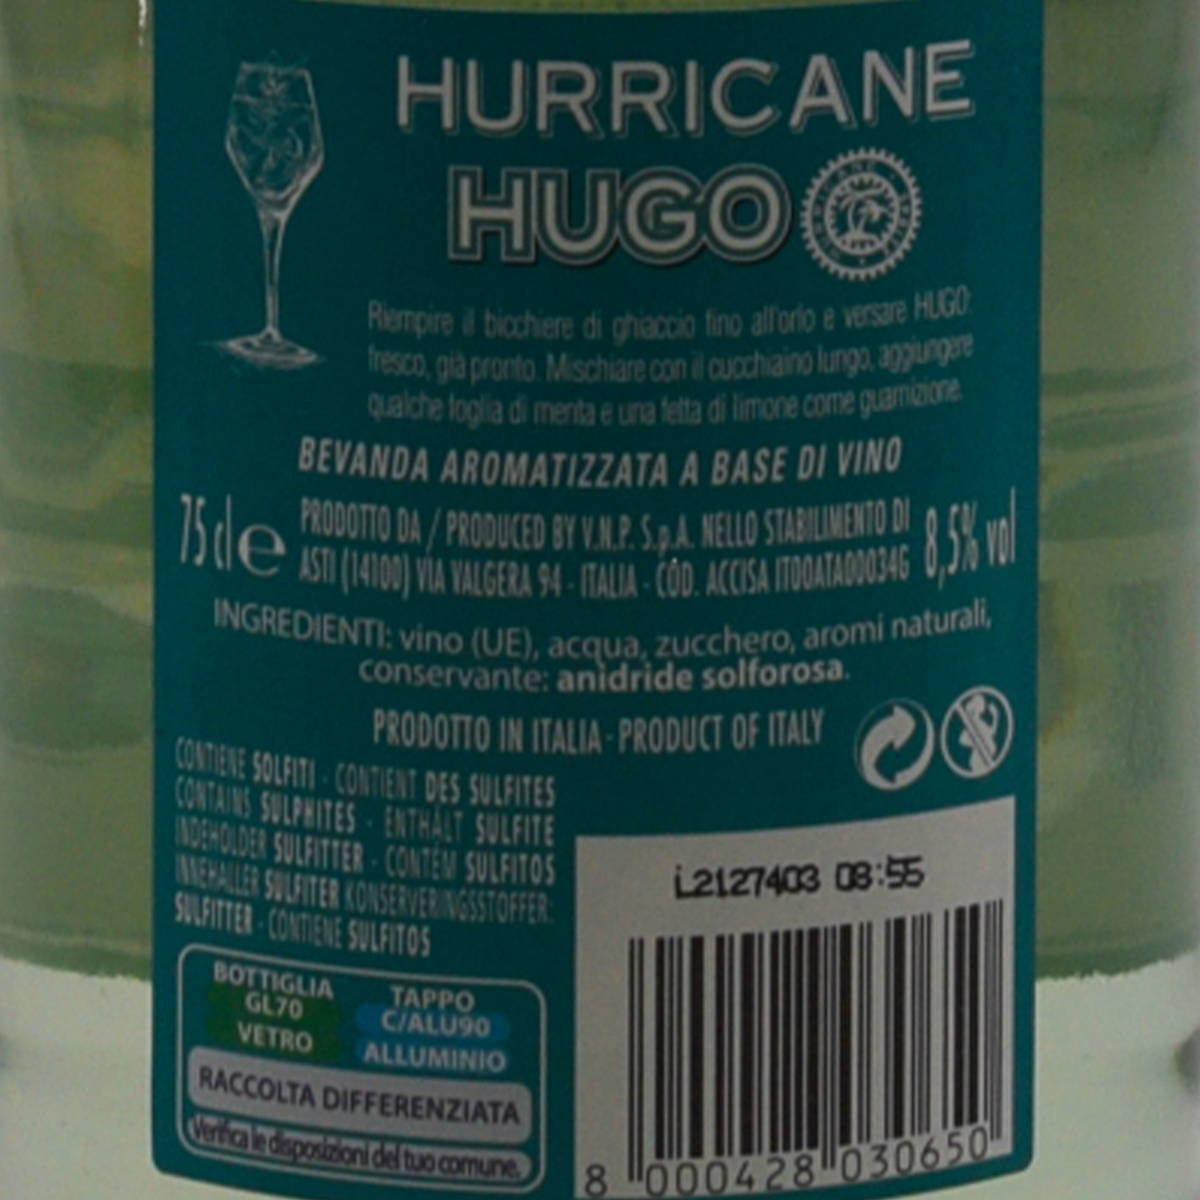 HURRICANE
HUGO
Riempire il bicchiere di ghiaccio fino all'orlo e versare HUGO:
fresco, già pronto. Mischiare con il cucchiaino lungo, aggiungere
qualche foglia di menta e una fetta di limone come guarnizione.
BEVANDA AROMATIZZATA A BASE DI VINO
75 cl e
PRODOTTO DA / PRODUCED BY V.N.P. S.p.A. NELLO STABILIMENTO DI
ASTI (14100) VIA VALGERA 94 - ITALIA - COD. ACCISA IT00ATA00034G
8,5% vol
INGREDIENTI: vino (UE), acqua, zucchero, aromi naturali,
conservante: anidride solforosa.
PRODOTTO IN ITALIA - PRODUCT OF ITALY
CONTIENE SOLFITI - CONTIENT DES SULFITES
CONTAINS SULPHITES - ENTHÄLT SULFITE
INDEHOLDER SULFITTER - CONTÉM SULFITOS
INNEHALLER SULFITER KONSERVERINGSSTOFFER:
SULFITTER - CONTIENE SULFITOS
L2127403 08:55
BOTTIGLIA
GL70
VETRO
TAPPO
C/ALU90
ALLUMINIO
RACCOLTA DIFFERENZIATA
Verifica le disposizioni del tuo comune.
8 000428 030650